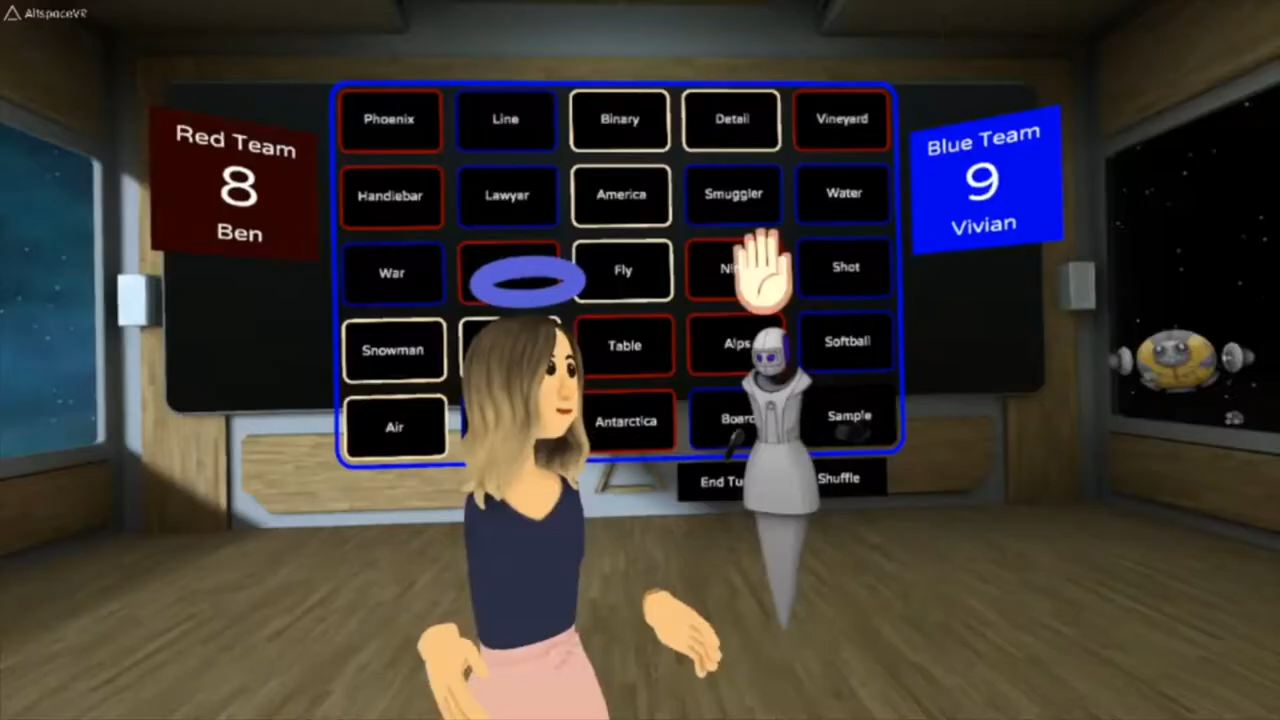 AltspaceVR
Red Team
8
Ben
Phoenix
Line
Binary
Detail
Vineyard
Blue Team
9
Vivian
Handlebar
Lawyer
America
Smuggler
Water
War
Fly
Shot
Snowman
Table
Alps
Softball
Air
Antarctica
Sample
Shuffle